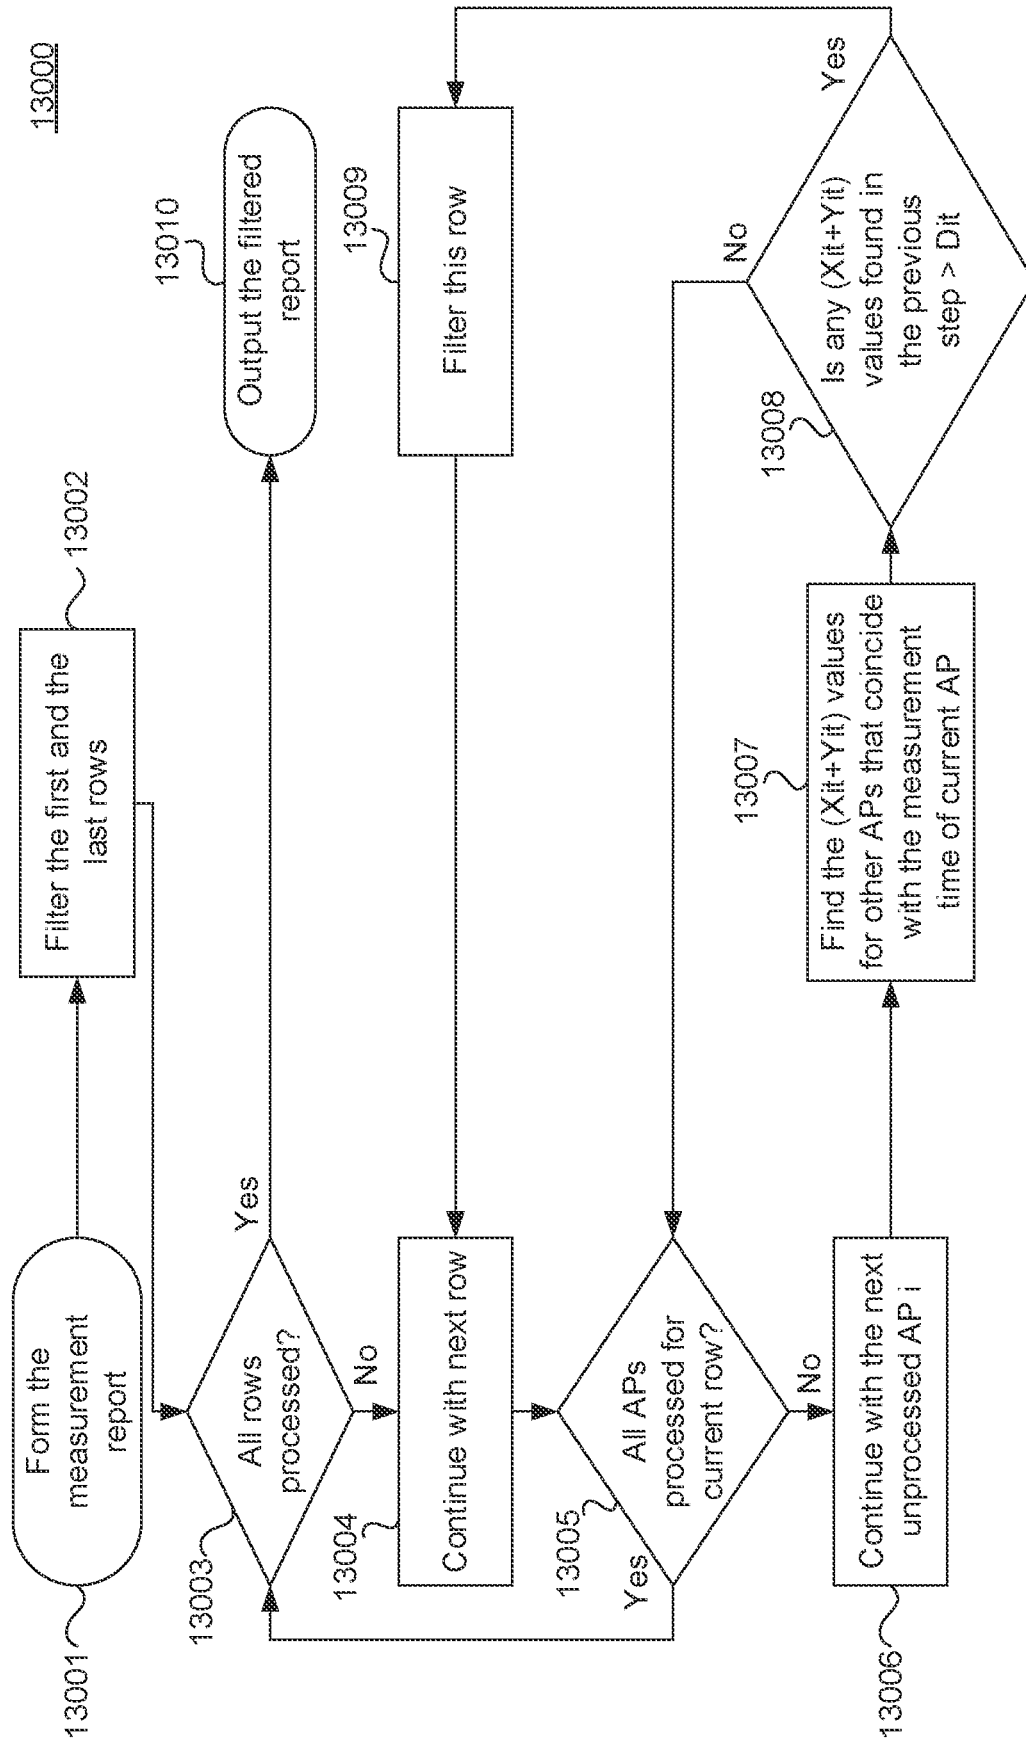 13000
13001
Form the
measurement
report
13002
Filter the first and the
last rows
13003
All rows
processed?
Yes
No
13010
Output the filtered
report
13004
Continue with next row
13009
Filter this row
13005
All APs
processed for
current row?
Yes
No
13006
Continue with the next
unprocessed AP i
13007
Find the (Xit+Yit) values
for other APs that coincide
with the measurement
time of current AP
13008
Is any (Xit+Yit)
values found in
the previous
step > Dit
No
Yes